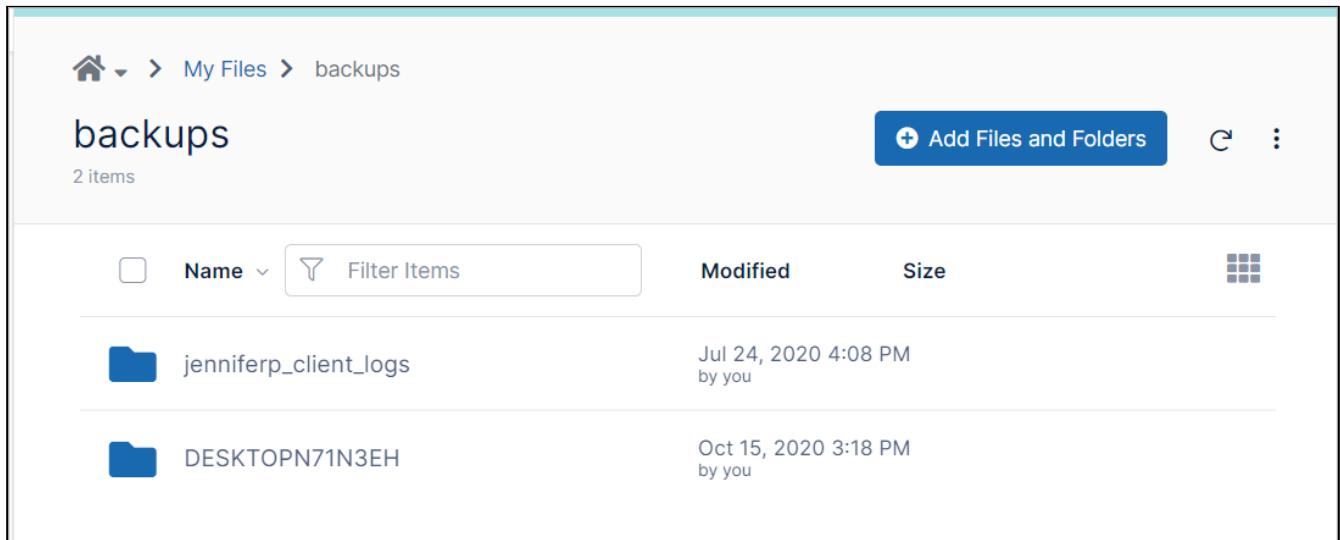 My Files backups
backups
Add Files and Folders
2 items
Name Filter Items Modified Size
jenniferp_client_logs Jul 24, 2020 4:08 PM
by you
DESKTOPN71N3EH Oct 15, 2020 3:18 PM
by you